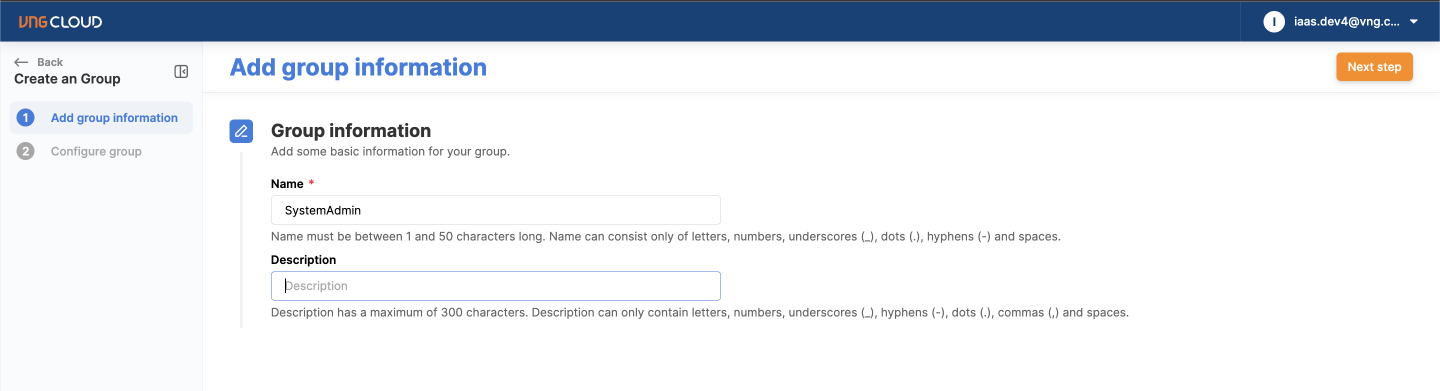 VNG CLOUD
I iaas.dev4@vng.c...
Back
Create an Group
1 Add group information
2 Configure group
Add group information
Next step
Group information
Add some basic information for your group.
Name *
SystemAdmin
Name must be between 1 and 50 characters long. Name can consist only of letters, numbers, underscores (_), dots (.), hyphens (-) and spaces.
Description
Description
Description has a maximum of 300 characters. Description can only contain letters, numbers, underscores (_), hyphens (-), dots (.), commas (,) and spaces.